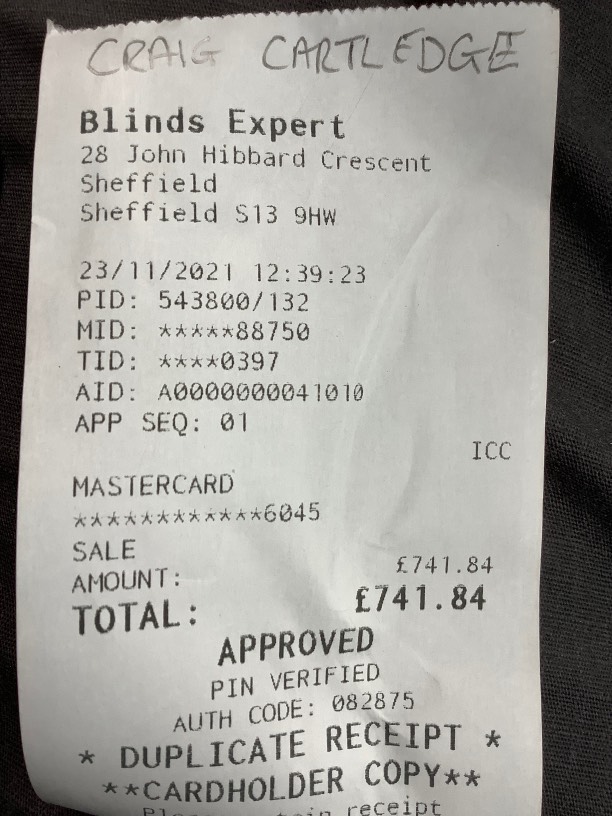 CRAIG CARTLEDGE
Blinds Expert
28 John Hibbard Crescent
Sheffield
Sheffield S13 9HW
23/11/2021 12:39:23
PID: 543800/132
MID: *****88750
TID: ****0397
AID: A0000000041010
APP SEQ: 01
ICC
MASTERCARD
************6045
SALE
AMOUNT: £741.84
TOTAL: £741.84
APPROVED
PIN VERIFIED
AUTH CODE: 082875
* DUPLICATE RECEIPT *
**CARDHOLDER COPY**
receipt